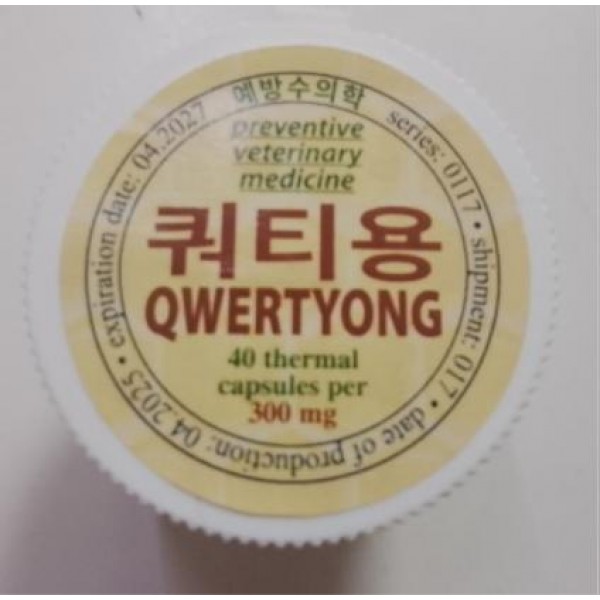 예방수의학
preventive
veterinary
medicine
쿼티용
QWERTYONG
40 thermal
capsules per
300 mg
series: 0117 • shipment: 017 • date of production: 04.2025 • expiration date: 04.2027